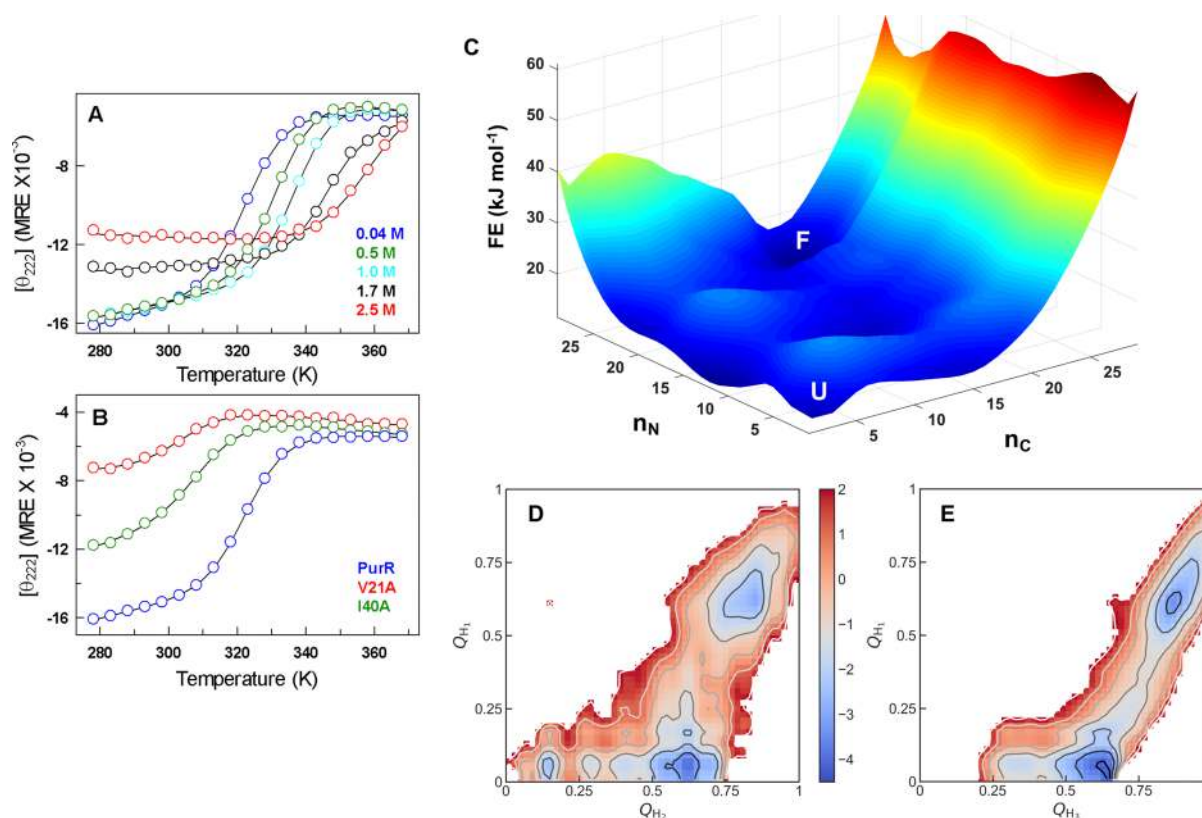 A
[θ222] (MRE X10-3)
-8
-12
-16
0.04 M
0.5 M
1.0 M
1.7 M
2.5 M
280 300 320 340 360
Temperature (K)
B
[θ222] (MRE X 10-3)
-4
-8
-12
-16
PurR
V21A
I40A
280 300 320 340 360
Temperature (K)
C
FE (kJ mol-1)
60
50
40
30
20
F
U
25 20 15 10 5
nN
5 10 15 20 25
nC
D
QH1
1
0.75
0.5
0.25
0
0 0.25 0.5 0.75 1
QH2
2
1
0
−1
−2
−3
−4
E
QH1
1
0.75
0.5
0.25
0
0 0.25 0.5 0.75
QH3